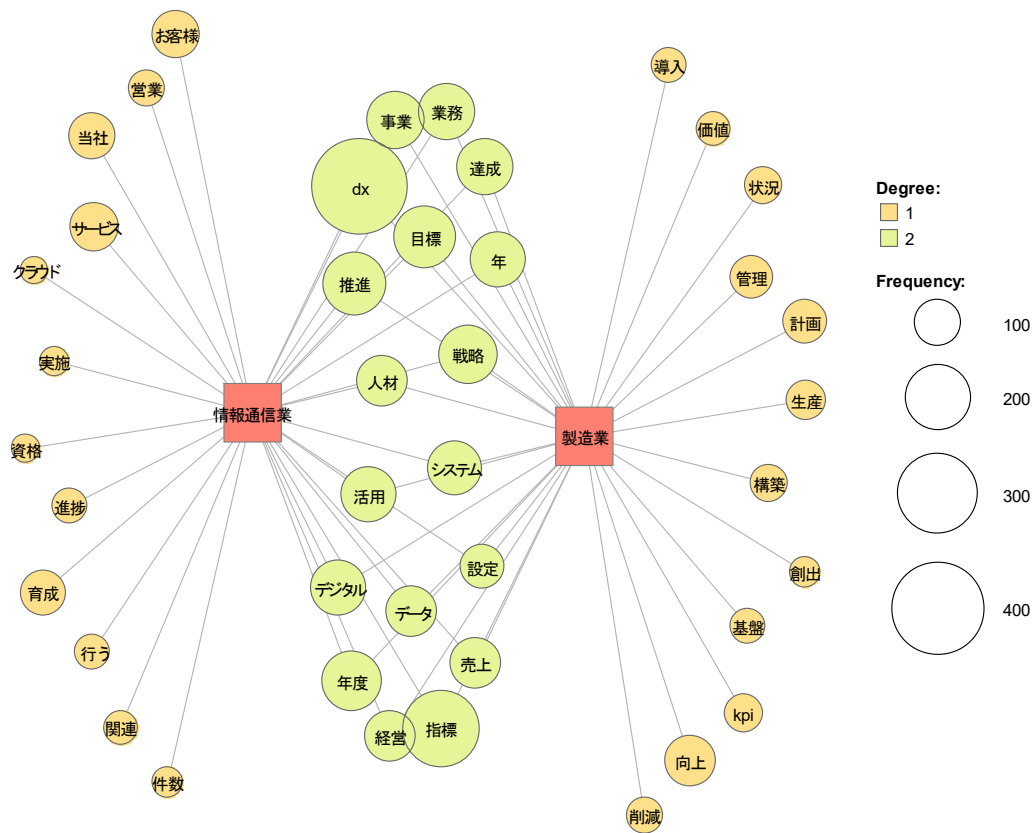 お客様
営業
当社
サービス
クラウド
実施
資格
進捗
育成
行う
関連
件数
情報通信業
事業
業務
dx
達成
目標
年
推進
戦略
人材
システム
活用
設定
デジタル
データ
売上
年度
経営
指標
製造業
導入
価値
状況
管理
計画
生産
構築
創出
基盤
kpi
向上
削減
Degree:
1
2
Frequency:
100
200
300
400